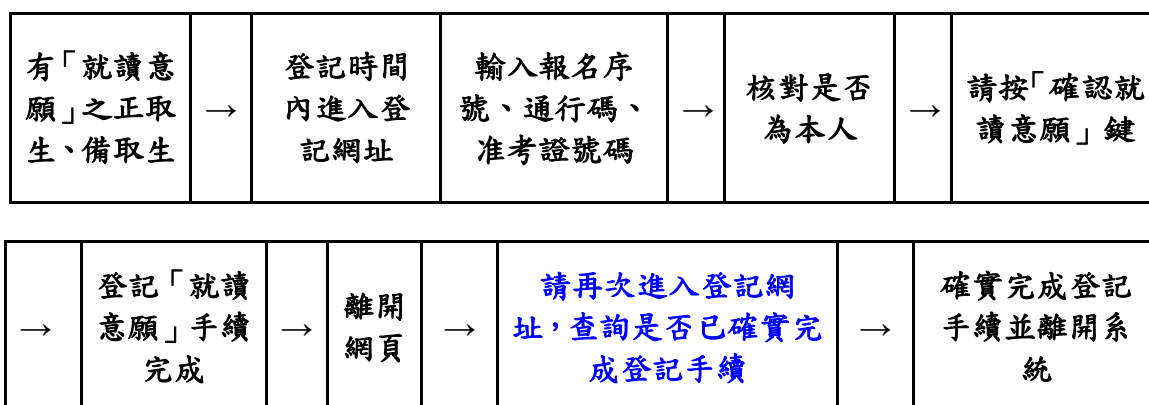 有「就讀意
願」之正取
生、備取生
→
登記時間
內進入登
記網址
輸入報名序
號、通行碼、
准考證號碼
→
核對是否
為本人
→
請按「確認就
讀意願」鍵
→
登記「就讀
意願」手續
完成
→
離開
網頁
→
請再次進入登記網
址，查詢是否已確實完
成登記手續
→
確實完成登記
手續並離開系
統